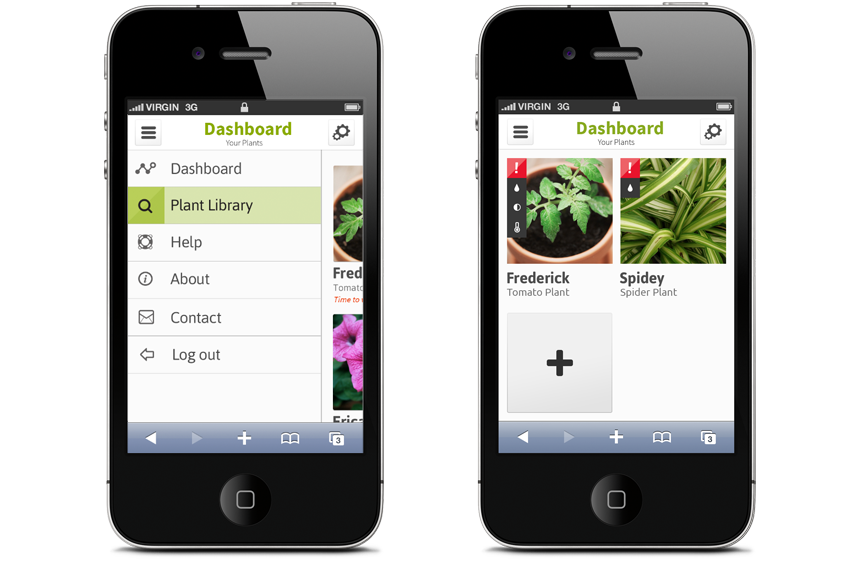 VIRGIN 3G
Dashboard
Your Plants
Dashboard
Plant Library
Help
About
Contact
Log out
Fred
Tomato
Time to
3
VIRGIN 3G
Dashboard
Your Plants
!
!
Frederick
Tomato Plant
Spidey
Spider Plant
3